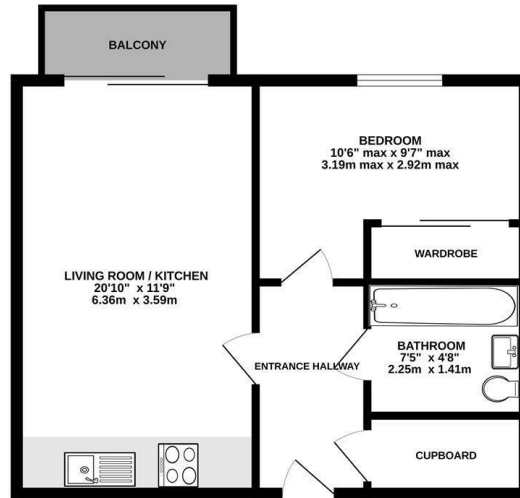 BALCONY
BEDROOM
10'6" max x 9'7" max
3.19m max x 2.92m max
WARDROBE
LIVING ROOM / KITCHEN
20'10" x 11'9"
6.36m x 3.59m
BATHROOM
7'5" x 4'8"
2.25m x 1.41m
ENTRANCE HALLWAY
CUPBOARD